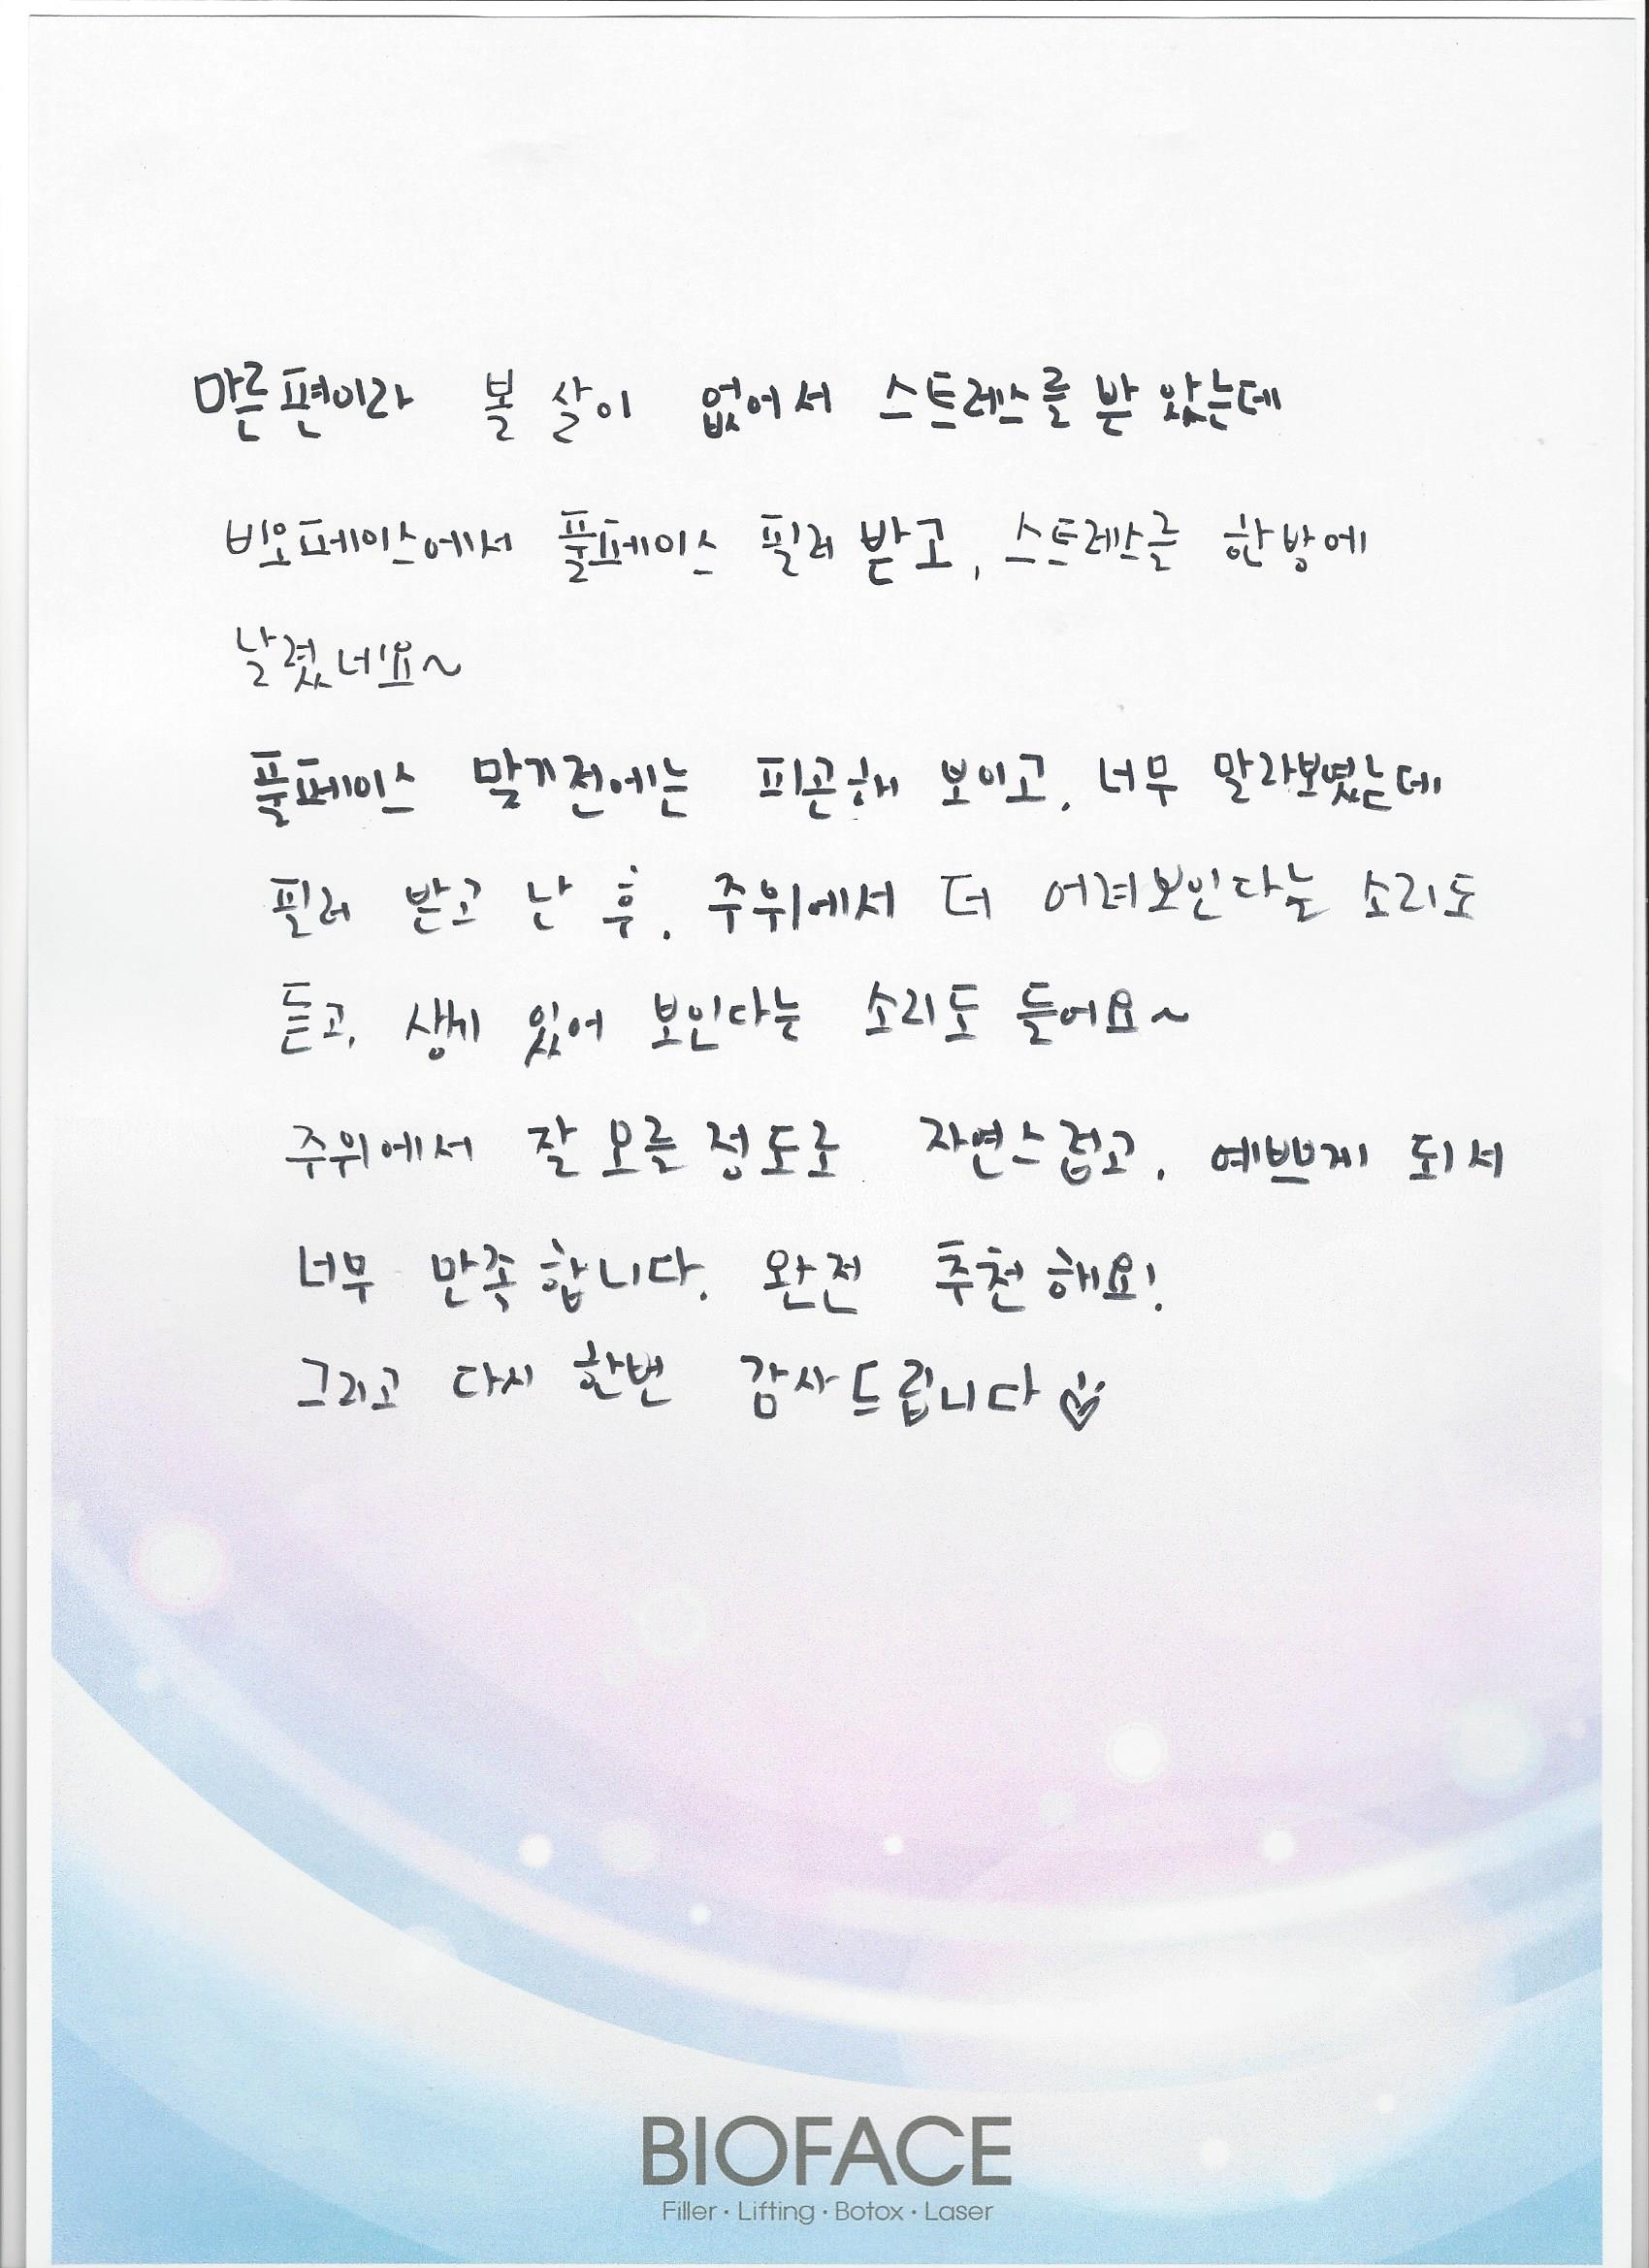 마른편이라 볼 살이 없어서 스트레스를 받았는데
비오페이스에서 풀페이스 필러 받고, 스트레스를 한방에
날렸네요~
풀페이스 맞기전에는 피곤해 보이고, 너무 말라보였는데
필러 받고 난 후, 주위에서 더 어려보인다는 소리도
듣고, 생기 있어 보인다는 소리도 들어요~
주위에서 잘 모를 정도로 자연스럽고, 예쁘게 되서
너무 만족합니다. 완전 추천해요!
그리고 다시 한번 감사드립니다♡
BIOFACE
Filler · Lifting · Botox · Laser